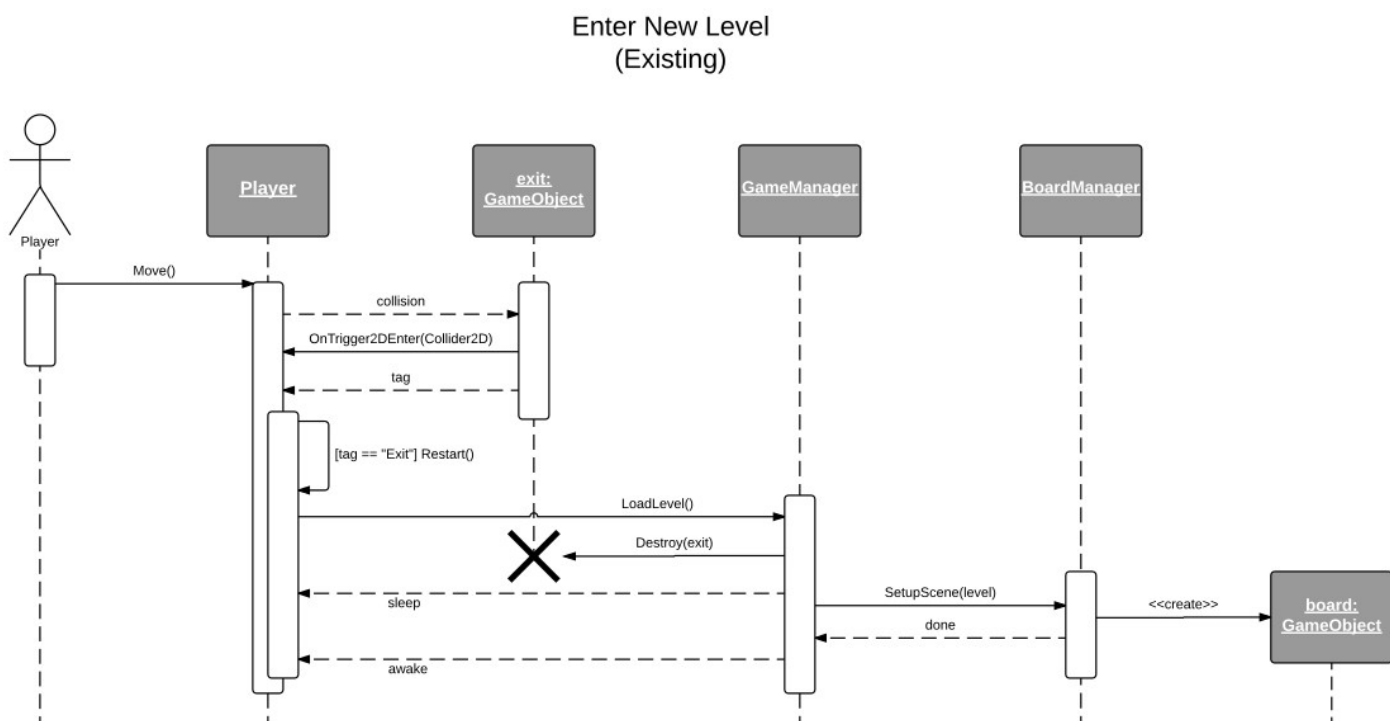 Enter New Level
(Existing)
Player
Player
exit:
GameObject
GameManager
BoardManager
Move()
collision
OnTrigger2DEnter(Collider2D)
tag
[tag == "Exit"] Restart()
LoadLevel()
Destroy(exit)
sleep
SetupScene(level)
<<create>>
board:
GameObject
done
awake